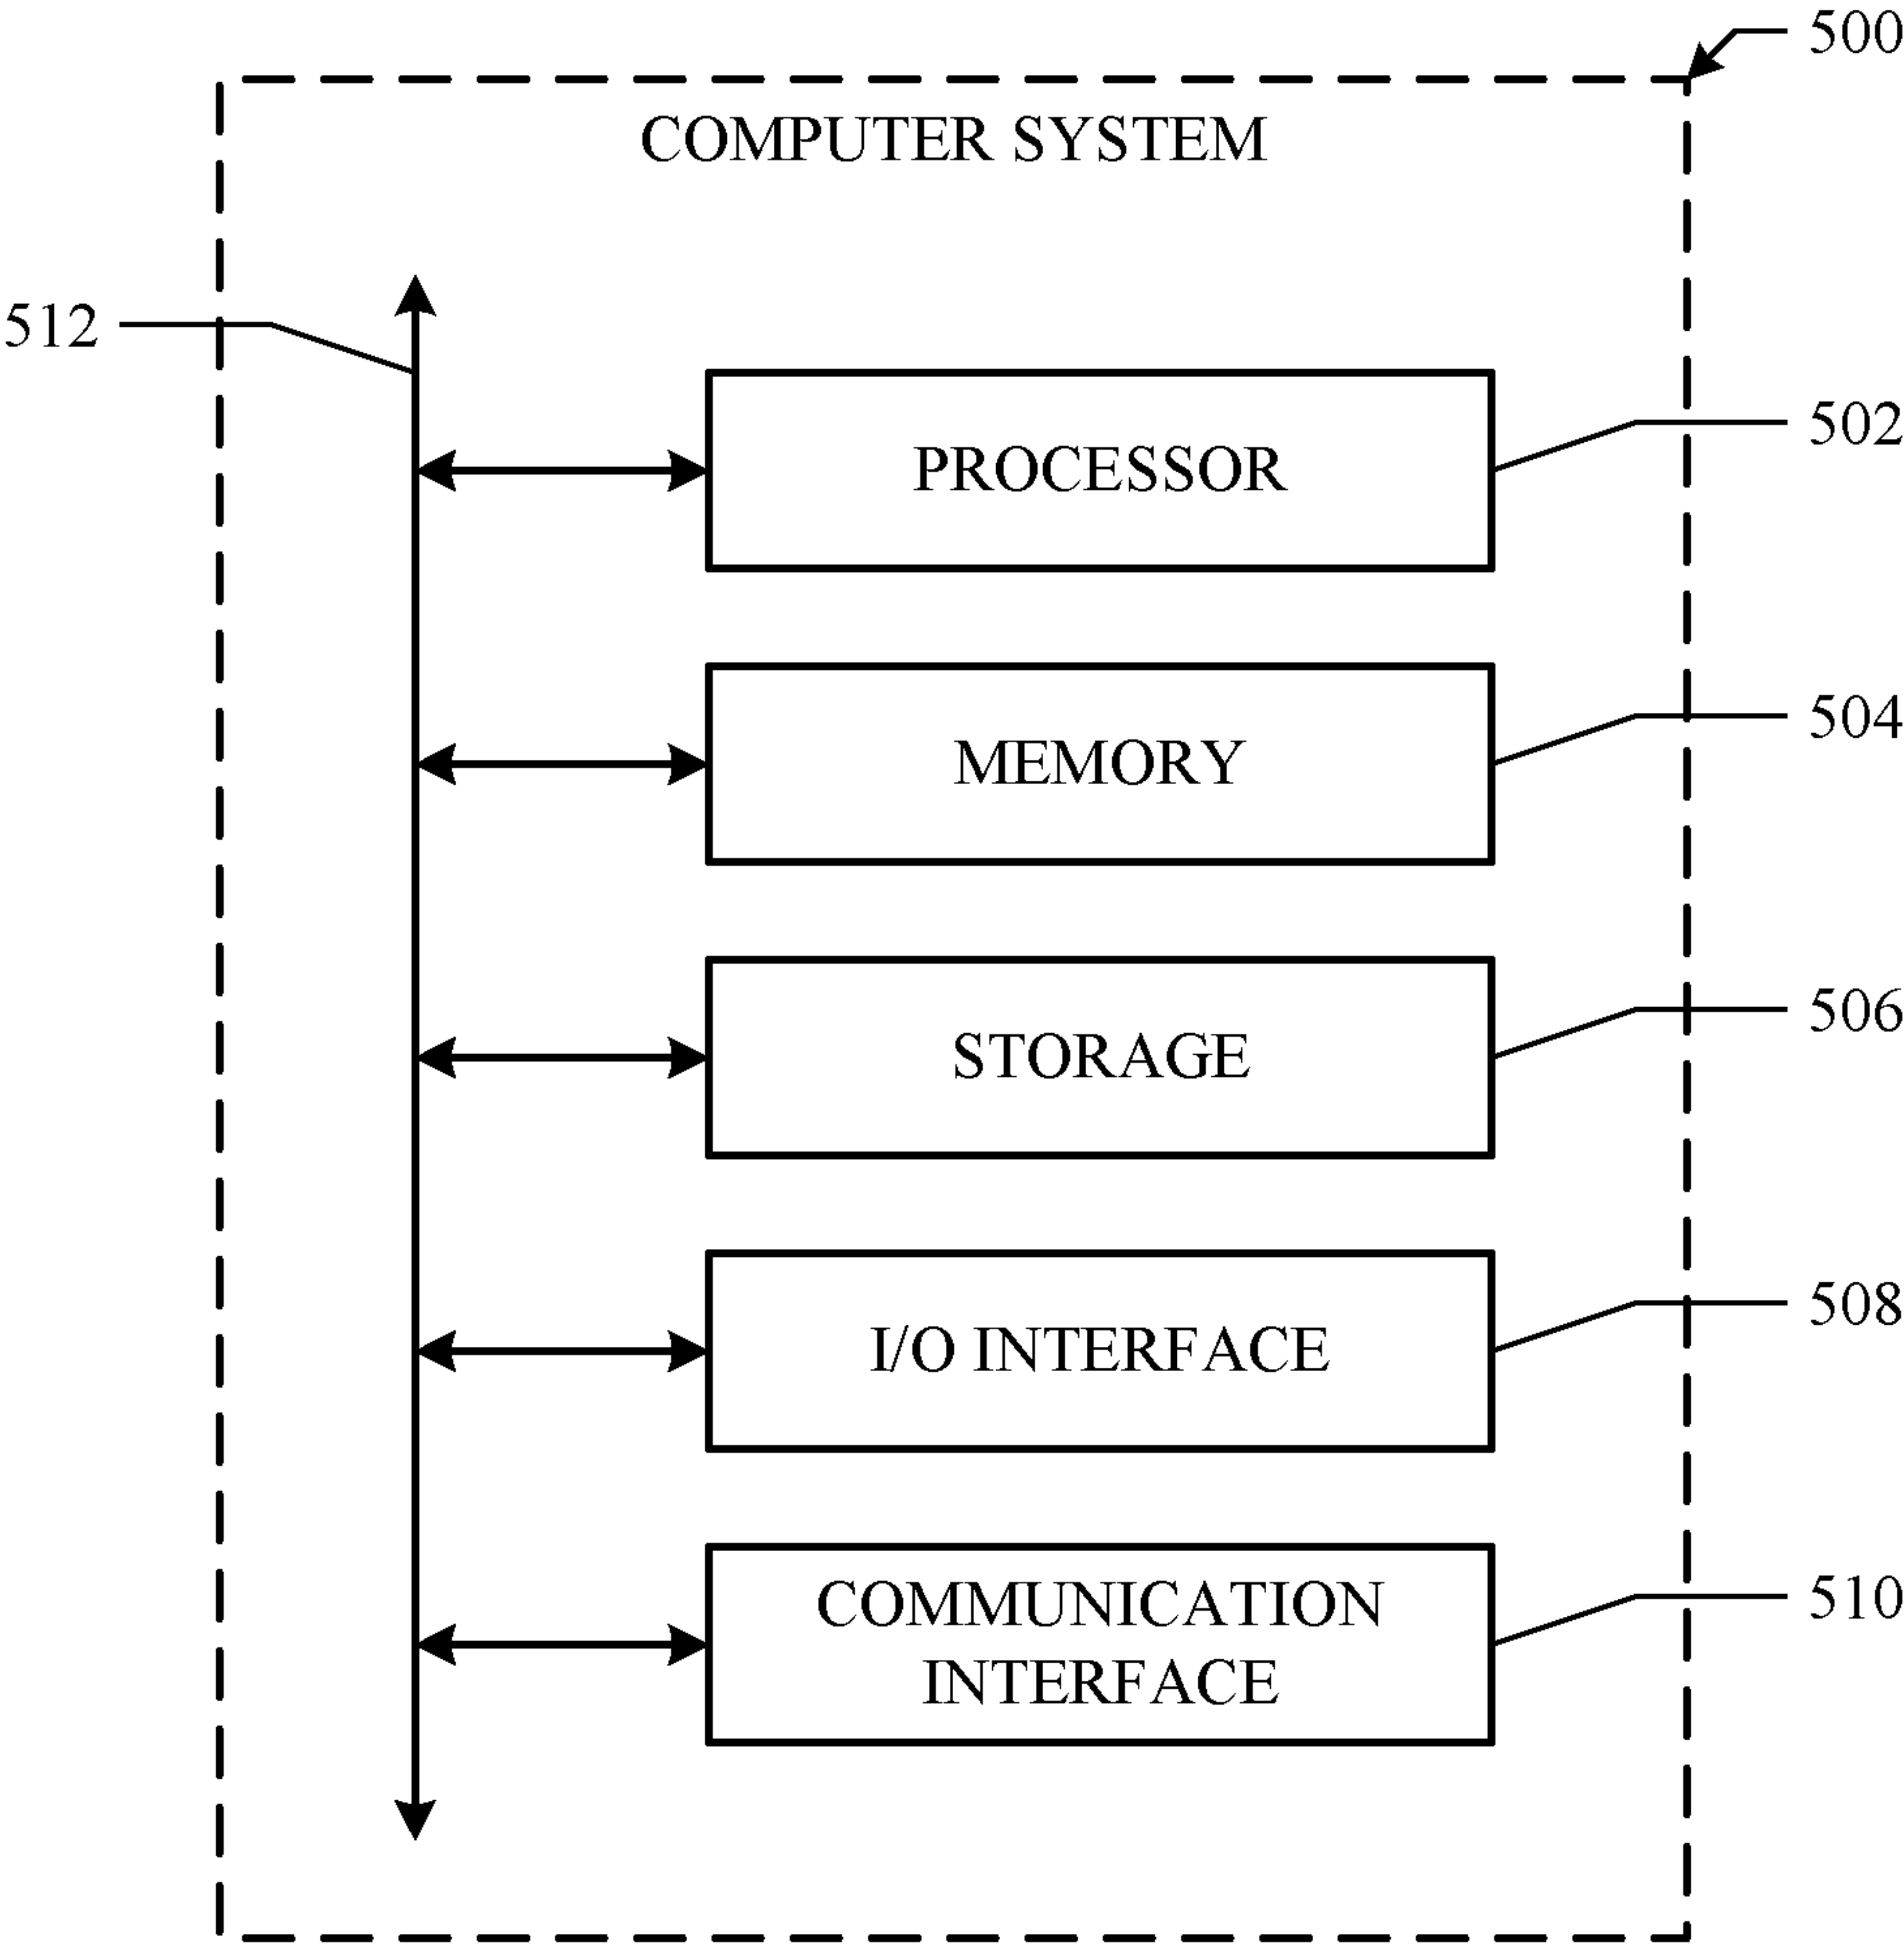 500
COMPUTER SYSTEM
512
502
PROCESSOR
504
MEMORY
506
STORAGE
508
I/O INTERFACE
510
COMMUNICATION
INTERFACE